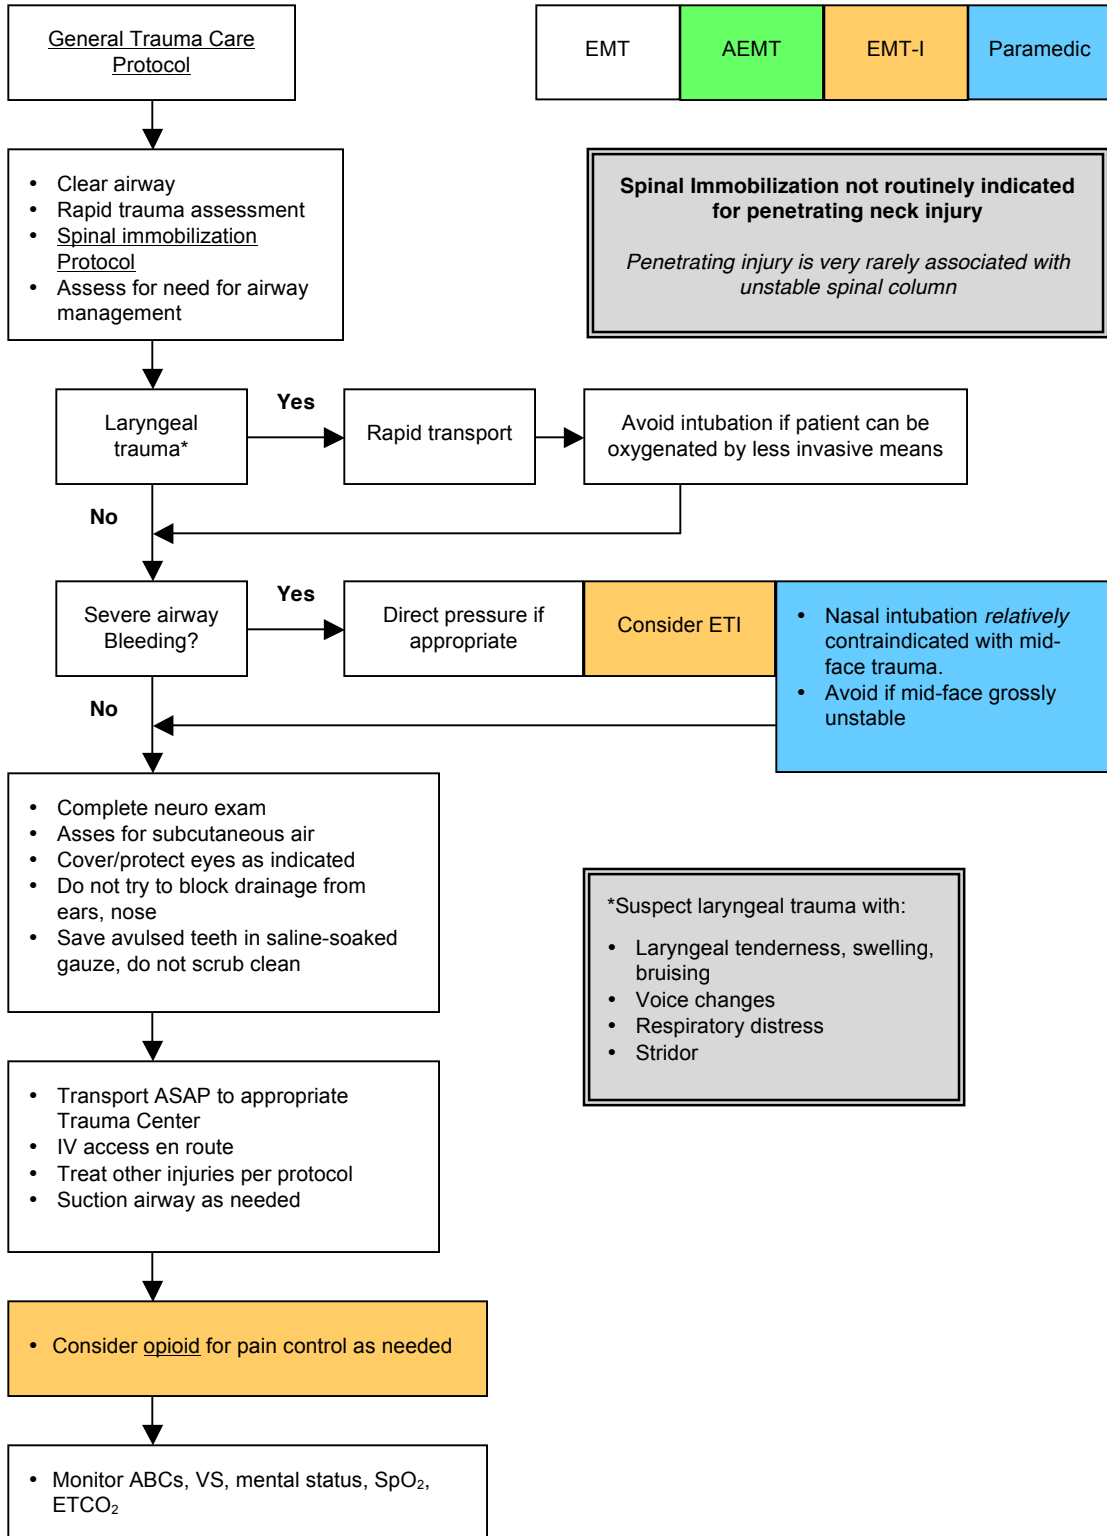 General Trauma Care
Protocol
EMT
AEMT
EMT-I
Paramedic
• Clear airway
• Rapid trauma assessment
• Spinal immobilization
Protocol
• Assess for need for airway
management
Spinal Immobilization not routinely indicated
for penetrating neck injury
Penetrating injury is very rarely associated with
unstable spinal column
Laryngeal
trauma*
Yes
Rapid transport
Avoid intubation if patient can be
oxygenated by less invasive means
No
Severe airway
Bleeding?
Yes
Direct pressure if
appropriate
Consider ETI
• Nasal intubation relatively
contraindicated with mid-
face trauma.
• Avoid if mid-face grossly
unstable
No
• Complete neuro exam
• Asses for subcutaneous air
• Cover/protect eyes as indicated
• Do not try to block drainage from
ears, nose
• Save avulsed teeth in saline-soaked
gauze, do not scrub clean
*Suspect laryngeal trauma with:
• Laryngeal tenderness, swelling,
bruising
• Voice changes
• Respiratory distress
• Stridor
• Transport ASAP to appropriate
Trauma Center
• IV access en route
• Treat other injuries per protocol
• Suction airway as needed
• Consider opioid for pain control as needed
• Monitor ABCs, VS, mental status, SpO₂,
ETCO₂